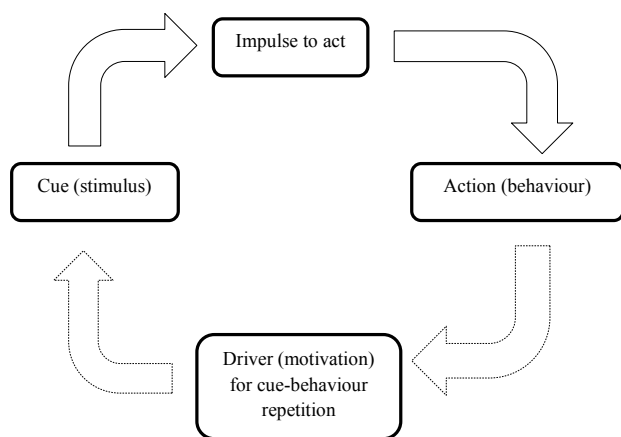 Impulse to act
Cue (stimulus)
Action (behaviour)
Driver (motivation)
for cue-behaviour
repetition